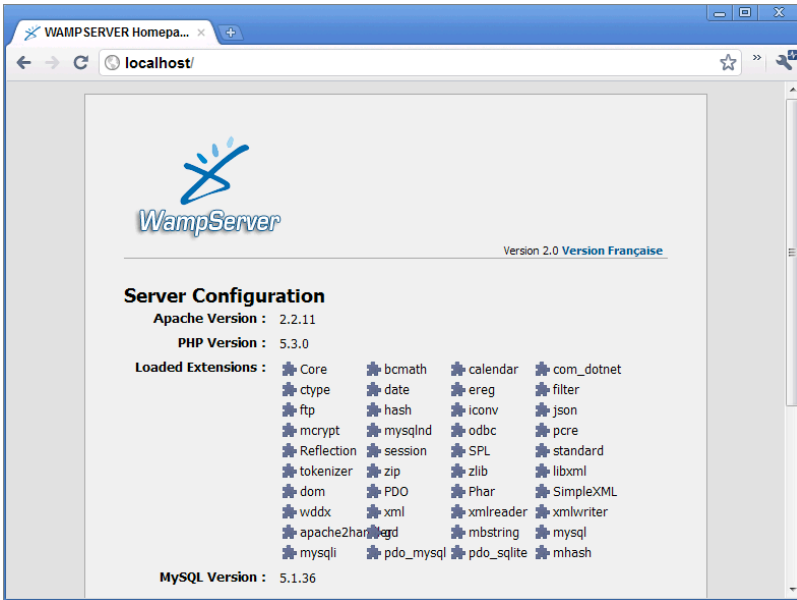 WAMPSERVER Homepa...
localhost/
WampServer
Version 2.0 Version Française
Server Configuration
Apache Version : 2.2.11
PHP Version : 5.3.0
Loaded Extensions : Core bcmath calendar com_dotnet
ctype date ereg filter
ftp hash iconv json
mcrypt mysqlnd odbc pcre
Reflection session SPL standard
tokenizer zip zlib libxml
dom PDO Phar SimpleXML
wddx xml xmlreader xmlwriter
apache2handler gd mbstring mysql
mysqli pdo_mysql pdo_sqlite mhash
MySQL Version : 5.1.36